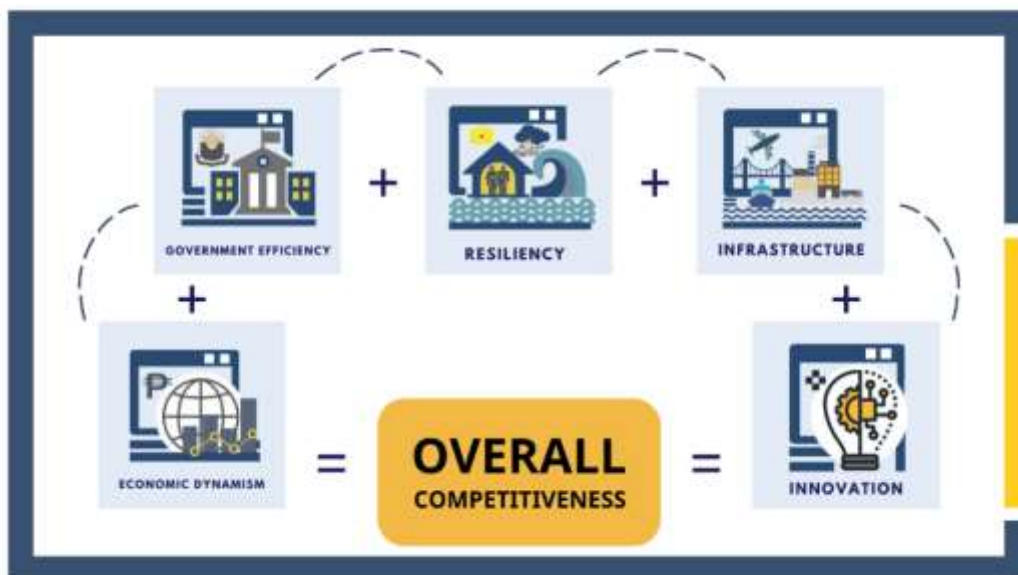 GOVERNMENT EFFICIENCY
+
RESILIENCY
+
INFRASTRUCTURE
+
+
ECONOMIC DYNAMISM
=
OVERALL
COMPETITIVENESS
=
INNOVATION